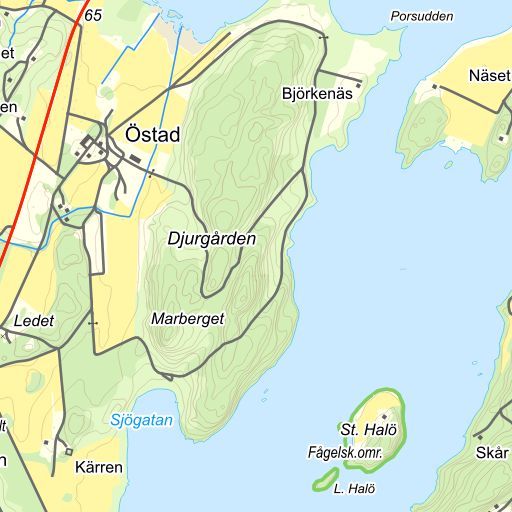 65
Porsudden
et
Näset
Björkenäs
en
Östad
Djurgården
Ledet
Marberget
Sjögatan
St. Halö
Fågelsk.omr.
lt
n
Kärren
Skår
L. Halö